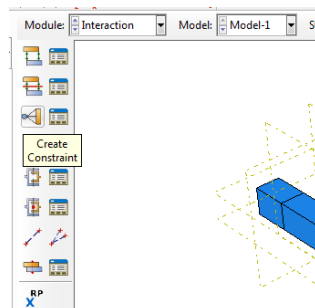 Module: Interaction Model: Model-1 S
Create
Constraint
RP
X